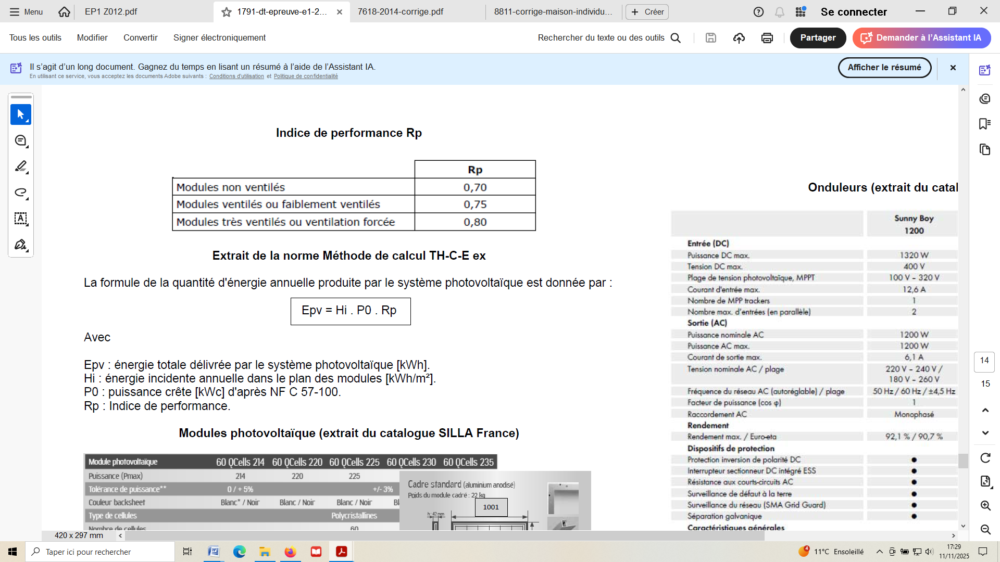 Menu
EP1 Z012.pdf
1791-dt-epreuve-e1-2...
7618-2014-corrige.pdf
8811-corrige-maison-individu...
Créer
Se connecter
Tous les outils
Modifier
Convertir
Signer électroniquement
Rechercher du texte ou des outils
Partager
Demander à l'Assistant IA
Il s'agit d'un long document. Gagnez du temps en lisant un résumé à l'aide de l'Assistant IA.
En utilisant ce service, vous acceptez les documents Adobe suivants : Conditions d'utilisation et Politique de confidentialité
Afficher le résumé
Indice de performance Rp
Rp
Modules non ventilés 0,70
Modules ventilés ou faiblement ventilés 0,75
Modules très ventilés ou ventilation forcée 0,80
Extrait de la norme Méthode de calcul TH-C-E ex
La formule de la quantité d'énergie annuelle produite par le système photovoltaïque est donnée par :
Epv = Hi . P0 . Rp
Avec
Epv : énergie totale délivrée par le système photovoltaïque [kWh].
Hi : énergie incidente annuelle dans le plan des modules [kWh/m²].
P0 : puissance crête [kWc] d'après NF C 57-100.
Rp : Indice de performance.
Modules photovoltaïque (extrait du catalogue SILLA France)
Module photovoltaïque 60 QCells 214 60 QCells 220 60 QCells 225 60 QCells 230 60 QCells 235
Puissance (Pmax) 214 220 225
Tolérance de puissance** 0 / + 5% +/- 3%
Couleur backsheet Blanc* / Noir Blanc / Noir Blanc / Noir Bl
Type de cellules Polycristallines
Nombre de cellules 60
Cadre standard (aluminium anodisé)
Poids du module cadré : 22 kg
1001
h: 42 mm
Onduleurs (extrait du catal
Sunny Boy
1200
Entrée (DC)
Puissance DC max. 1320 W
Tension DC max. 400 V
Plage de tension photovoltaïque, MPPT 100 V – 320 V
Courant d'entrée max. 12,6 A
Nombre de MPP trackers 1
Nombre max. d'entrées (en parallèle) 2
Sortie (AC)
Puissance nominale AC 1200 W
Puissance AC max. 1200 W
Courant de sortie max. 6,1 A
Tension nominale AC / plage 220 V – 240 V /
180 V – 260 V
Fréquence du réseau AC (autoréglable) / plage 50 Hz / 60 Hz / ±4,5 Hz
Facteur de puissance (cos φ) 1
Raccordement AC Monophasé
Rendement
Rendement max. / Euro-eta 92,1 % / 90,7 %
Dispositifs de protection
Protection inversion de polarité DC ●
Interrupteur sectionneur DC intégré ESS ●
Résistance aux courts-circuits AC ●
Surveillance de défaut à la terre ●
Surveillance du réseau (SMA Grid Guard) ●
Séparation galvanique ●
Caractéristiques générales
14
15
420 x 297 mm
Taper ici pour rechercher
4
11°C Ensoleillé
17:29
11/11/2025